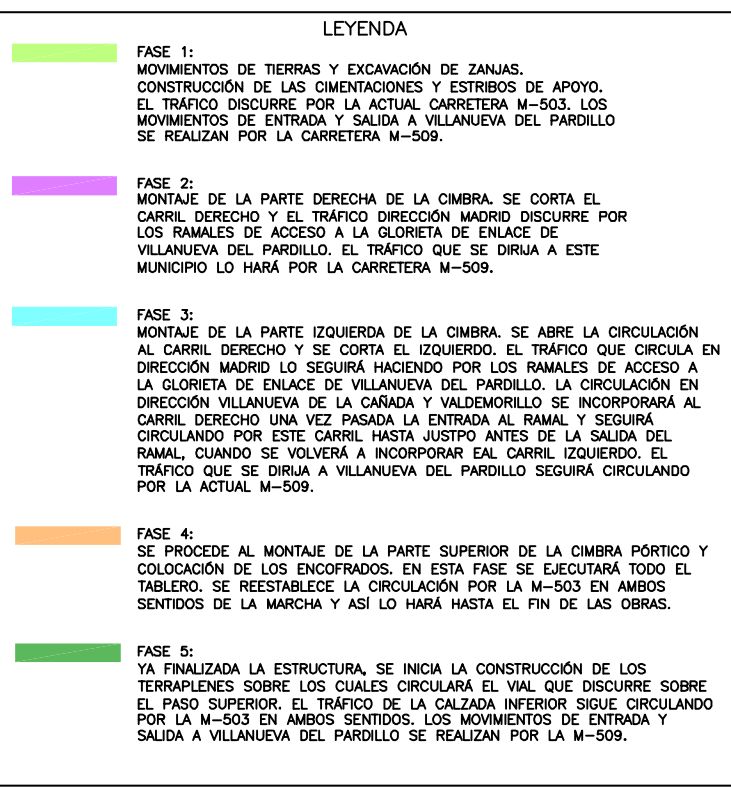 LEYENDA
FASE 1:
MOVIMIENTOS DE TIERRAS Y EXCAVACIÓN DE ZANJAS.
CONSTRUCCIÓN DE LAS CIMENTACIONES Y ESTRIBOS DE APOYO.
EL TRÁFICO DISCURRE POR LA ACTUAL CARRETERA M-503. LOS
MOVIMIENTOS DE ENTRADA Y SALIDA A VILLANUEVA DEL PARDILLO
SE REALIZAN POR LA CARRETERA M-509.
FASE 2:
MONTAJE DE LA PARTE DERECHA DE LA CIMBRA. SE CORTA EL
CARRIL DERECHO Y EL TRÁFICO DIRECCIÓN MADRID DISCURRE POR
LOS RAMALES DE ACCESO A LA GLORIETA DE ENLACE DE
VILLANUEVA DEL PARDILLO. EL TRÁFICO QUE SE DIRIJA A ESTE
MUNICIPIO LO HARÁ POR LA CARRETERA M-509.
FASE 3:
MONTAJE DE LA PARTE IZQUIERDA DE LA CIMBRA. SE ABRE LA CIRCULACIÓN
AL CARRIL DERECHO Y SE CORTA EL IZQUIERDO. EL TRÁFICO QUE CIRCULA EN
DIRECCIÓN MADRID LO SEGUIRÁ HACIENDO POR LOS RAMALES DE ACCESO A
LA GLORIETA DE ENLACE DE VILLANUEVA DEL PARDILLO. LA CIRCULACIÓN EN
DIRECCIÓN VILLANUEVA DE LA CAÑADA Y VALDEMORILLO SE INCORPORARÁ AL
CARRIL DERECHO UNA VEZ PASADA LA ENTRADA AL RAMAL Y SEGUIRÁ
CIRCULANDO POR ESTE CARRIL HASTA JUSTPO ANTES DE LA SALIDA DEL
RAMAL, CUANDO SE VOLVERÁ A INCORPORAR EAL CARRIL IZQUIERDO. EL
TRÁFICO QUE SE DIRIJA A VILLANUEVA DEL PARDILLO SEGUIRÁ CIRCULANDO
POR LA ACTUAL M-509.
FASE 4:
SE PROCEDE AL MONTAJE DE LA PARTE SUPERIOR DE LA CIMBRA PÓRTICO Y
COLOCACIÓN DE LOS ENCOFRADOS. EN ESTA FASE SE EJECUTARÁ TODO EL
TABLERO. SE REESTABLECE LA CIRCULACIÓN POR LA M-503 EN AMBOS
SENTIDOS DE LA MARCHA Y ASÍ LO HARÁ HASTA EL FIN DE LAS OBRAS.
FASE 5:
YA FINALIZADA LA ESTRUCTURA, SE INICIA LA CONSTRUCCIÓN DE LOS
TERRAPLENES SOBRE LOS CUALES CIRCULARÁ EL VIAL QUE DISCURRE SOBRE
EL PASO SUPERIOR. EL TRÁFICO DE LA CALZADA INFERIOR SIGUE CIRCULANDO
POR LA M-503 EN AMBOS SENTIDOS. LOS MOVIMIENTOS DE ENTRADA Y
SALIDA A VILLANUEVA DEL PARDILLO SE REALIZAN POR LA M-509.